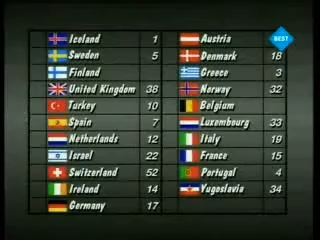 Iceland 1
Sweden 5
Finland
United Kingdom 38
Turkey 10
Spain 7
Netherlands 12
Israel 22
Switzerland 52
Ireland 14
Germany 17
Austria
Denmark 18
Greece 3
Norway 32
Belgium
Luxembourg 33
Italy 19
France 15
Portugal 4
Yugoslavia 34
BEST